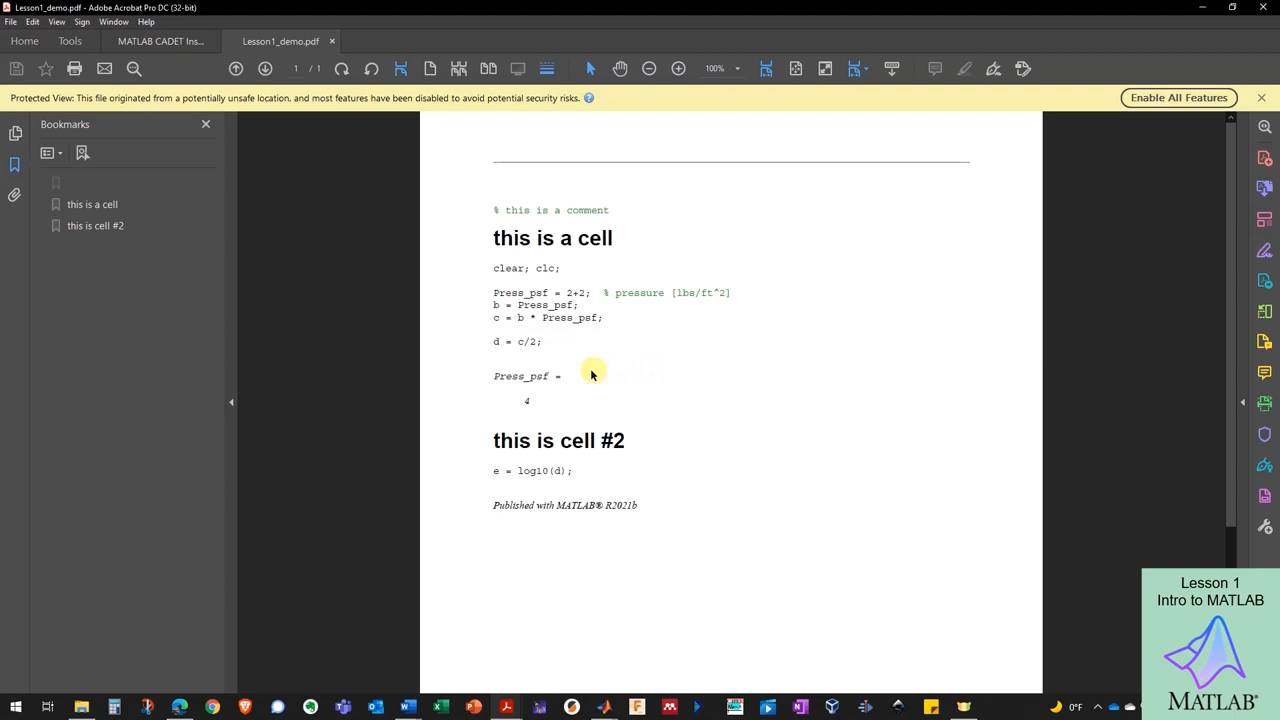 Lesson1_demo.pdf - Adobe Acrobat Pro DC (32-bit)
File Edit View Sign Window Help
Home Tools MATLAB CADET Ins... Lesson1_demo.pdf ×
1 / 1 100%
Protected View: This file originated from a potentially unsafe location, and most features have been disabled to avoid potential security risks. ? Enable All Features
Bookmarks
this is a cell
this is cell #2
% this is a comment
this is a cell
clear; clc;
Press_psf = 2+2; % pressure [lbs/ft^2]
b = Press_psf;
c = b * Press_psf;
d = c/2;
Press_psf =
4
this is cell #2
e = log10(d);
Published with MATLAB® R2021b
Lesson 1
Intro to MATLAB
MATLAB
0°F